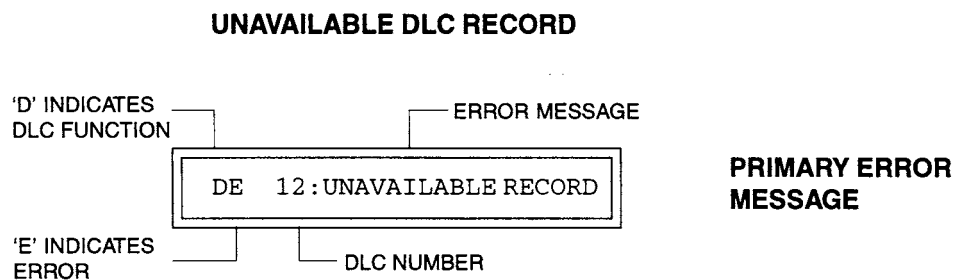 UNAVAILABLE DLC RECORD
'D' INDICATES
DLC FUNCTION
ERROR MESSAGE
DE 12:UNAVAILABLE RECORD
PRIMARY ERROR
MESSAGE
'E' INDICATES
ERROR
DLC NUMBER